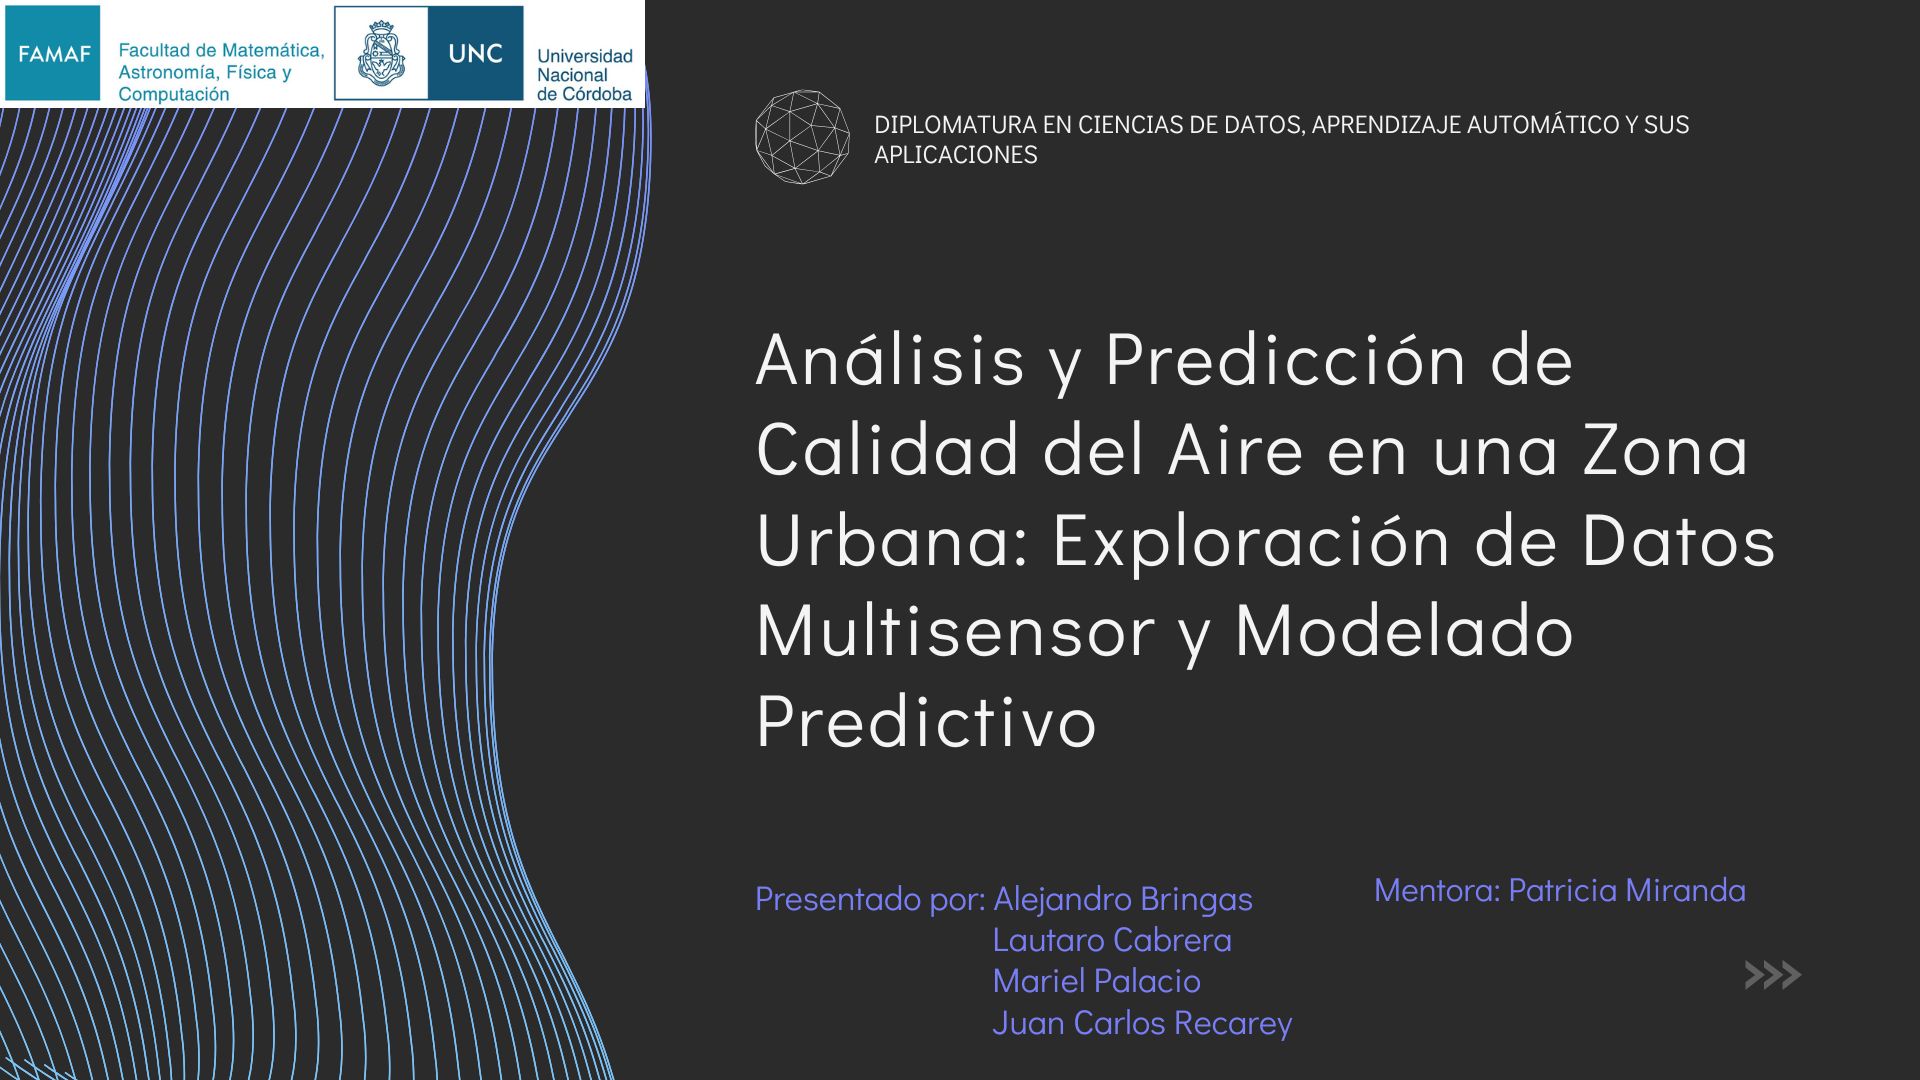 FAMAF
Facultad de Matemática,
Astronomía, Física y
Computación
UNC
Universidad
Nacional
de Córdoba
DIPLOMATURA EN CIENCIAS DE DATOS, APRENDIZAJE AUTOMÁTICO Y SUS
APLICACIONES
Análisis y Predicción de
Calidad del Aire en una Zona
Urbana: Exploración de Datos
Multisensor y Modelado
Predictivo
Presentado por: Alejandro Bringas
Lautaro Cabrera
Mariel Palacio
Juan Carlos Recarey
Mentora: Patricia Miranda